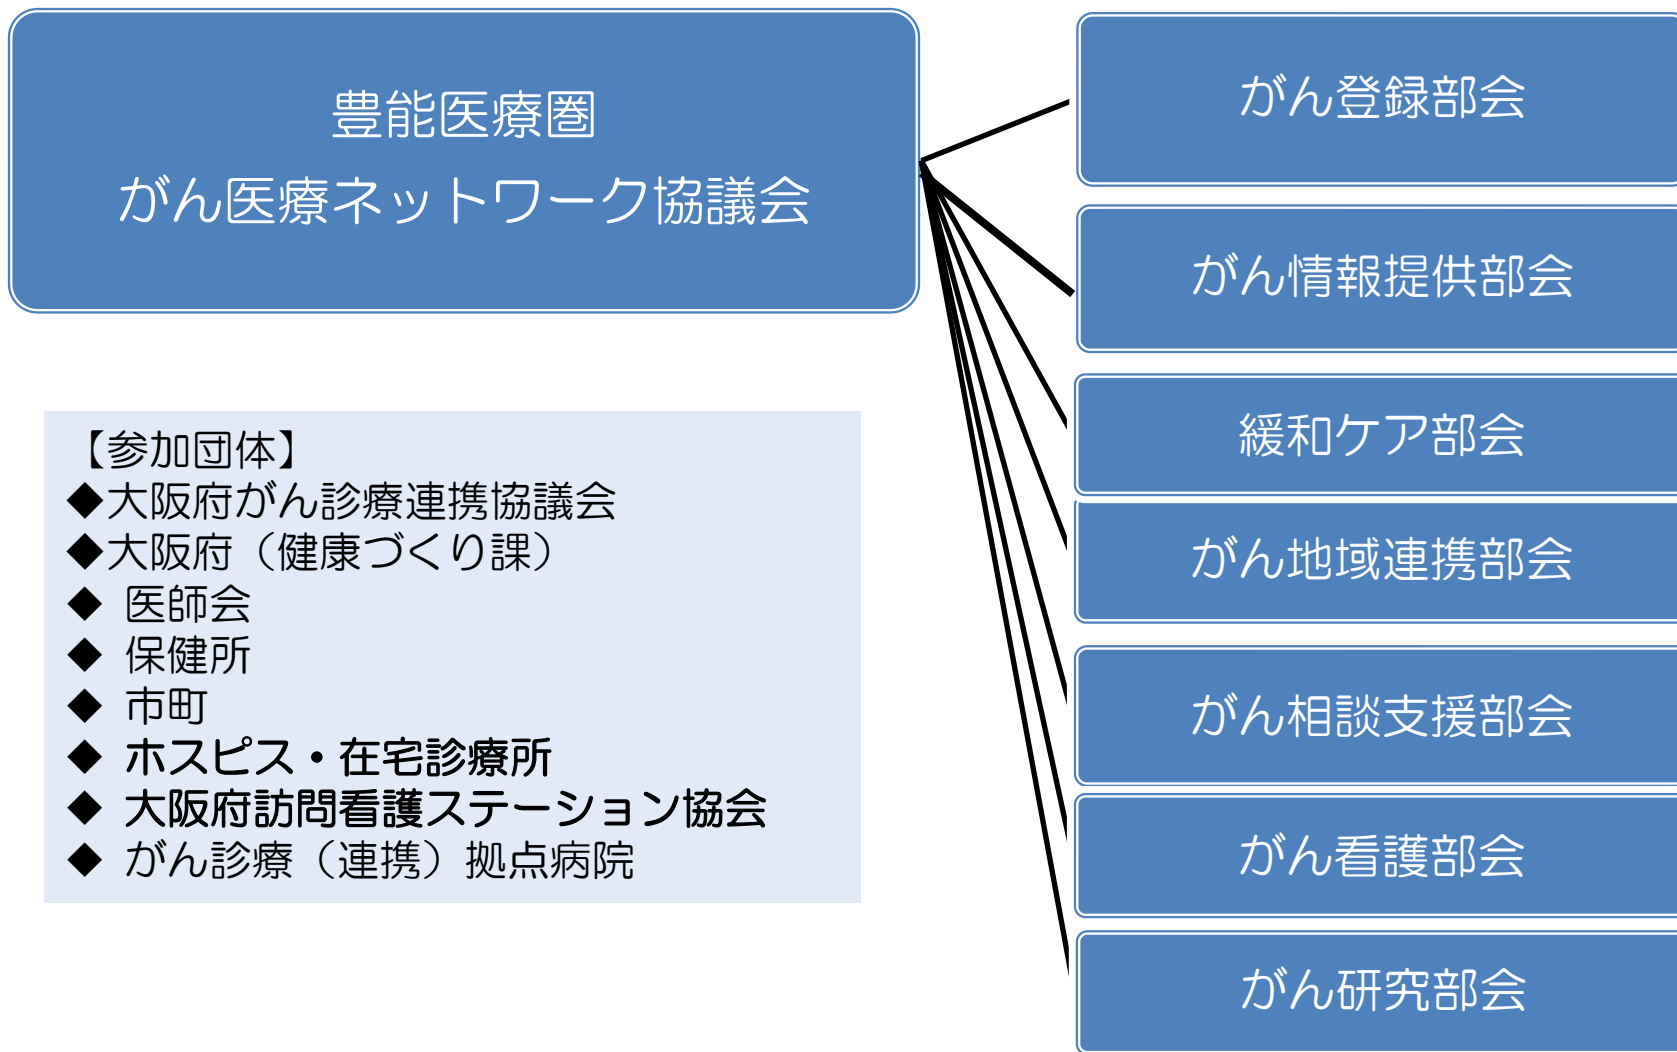 豊能医療圏
がん医療ネットワーク協議会
【参加団体】
◆大阪府がん診療連携協議会
◆大阪府（健康づくり課）
◆ 医師会
◆ 保健所
◆ 市町
◆ ホスピス・在宅診療所
◆ 大阪府訪問看護ステーション協会
◆ がん診療（連携）拠点病院
がん登録部会
がん情報提供部会
緩和ケア部会
がん地域連携部会
がん相談支援部会
がん看護部会
がん研究部会